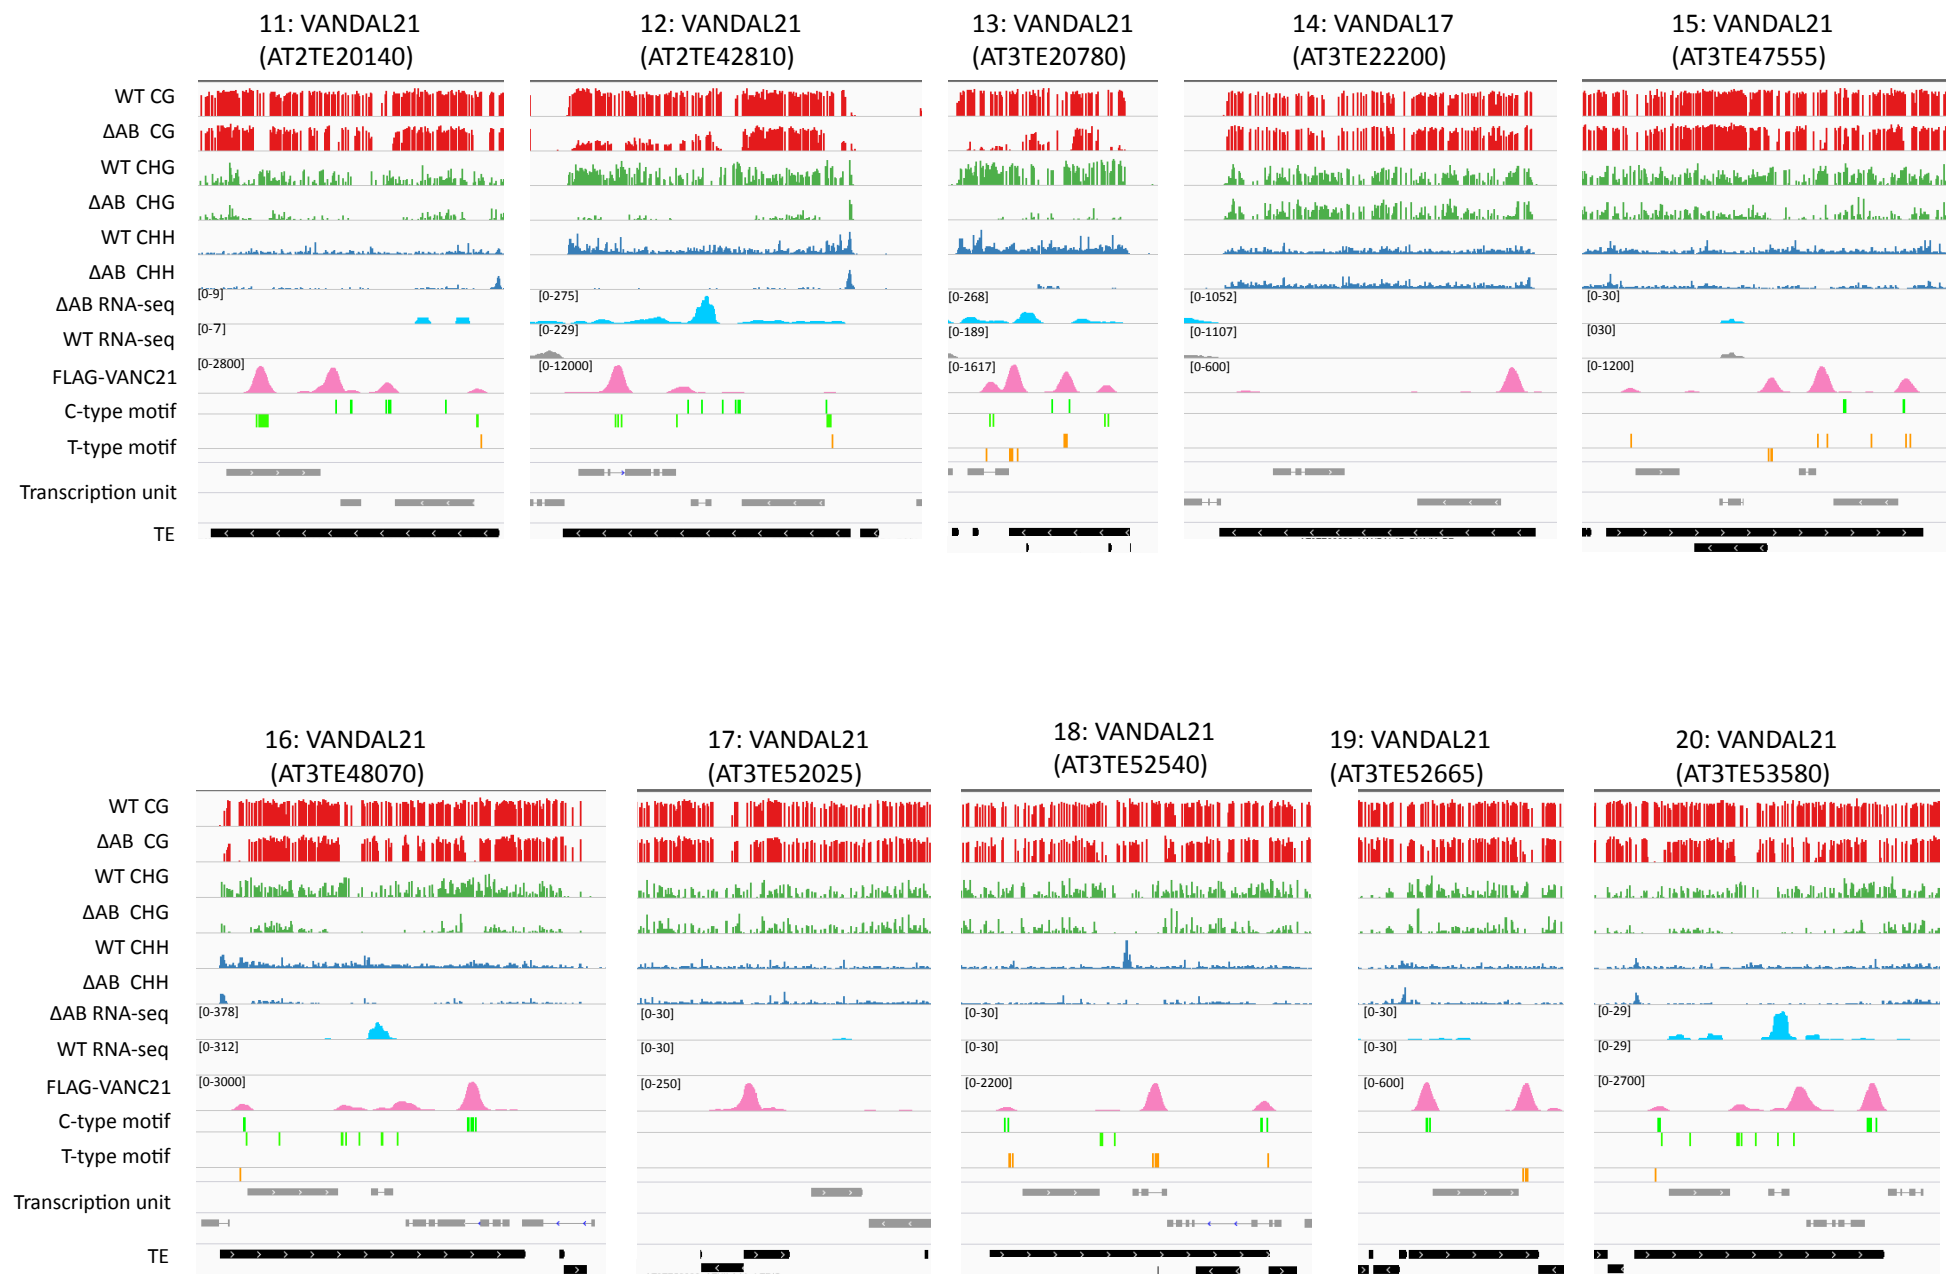 11: VANDAL21
(AT2TE20140)
12: VANDAL21
(AT2TE42810)
13: VANDAL21
(AT3TE20780)
14: VANDAL17
(AT3TE22200)
15: VANDAL21
(AT3TE47555)
WT CG
ΔAB CG
WT CHG
ΔAB CHG
WT CHH
ΔAB CHH
ΔAB RNA-seq
[0-9]
[0-275]
[0-268]
[0-1052]
[0-30]
WT RNA-seq
[0-7]
[0-229]
[0-189]
[0-1107]
[030]
FLAG-VANC21
[0-2800]
[0-12000]
[0-1617]
[0-600]
[0-1200]
C-type motif
T-type motif
Transcription unit
TE
16: VANDAL21
(AT3TE48070)
17: VANDAL21
(AT3TE52025)
18: VANDAL21
(AT3TE52540)
19: VANDAL21
(AT3TE52665)
20: VANDAL21
(AT3TE53580)
WT CG
ΔAB CG
WT CHG
ΔAB CHG
WT CHH
ΔAB CHH
ΔAB RNA-seq
[0-378]
[0-30]
[0-30]
[0-30]
[0-29]
WT RNA-seq
[0-312]
[0-30]
[0-30]
[0-30]
[0-29]
FLAG-VANC21
[0-3000]
[0-250]
[0-2200]
[0-600]
[0-2700]
C-type motif
T-type motif
Transcription unit
TE